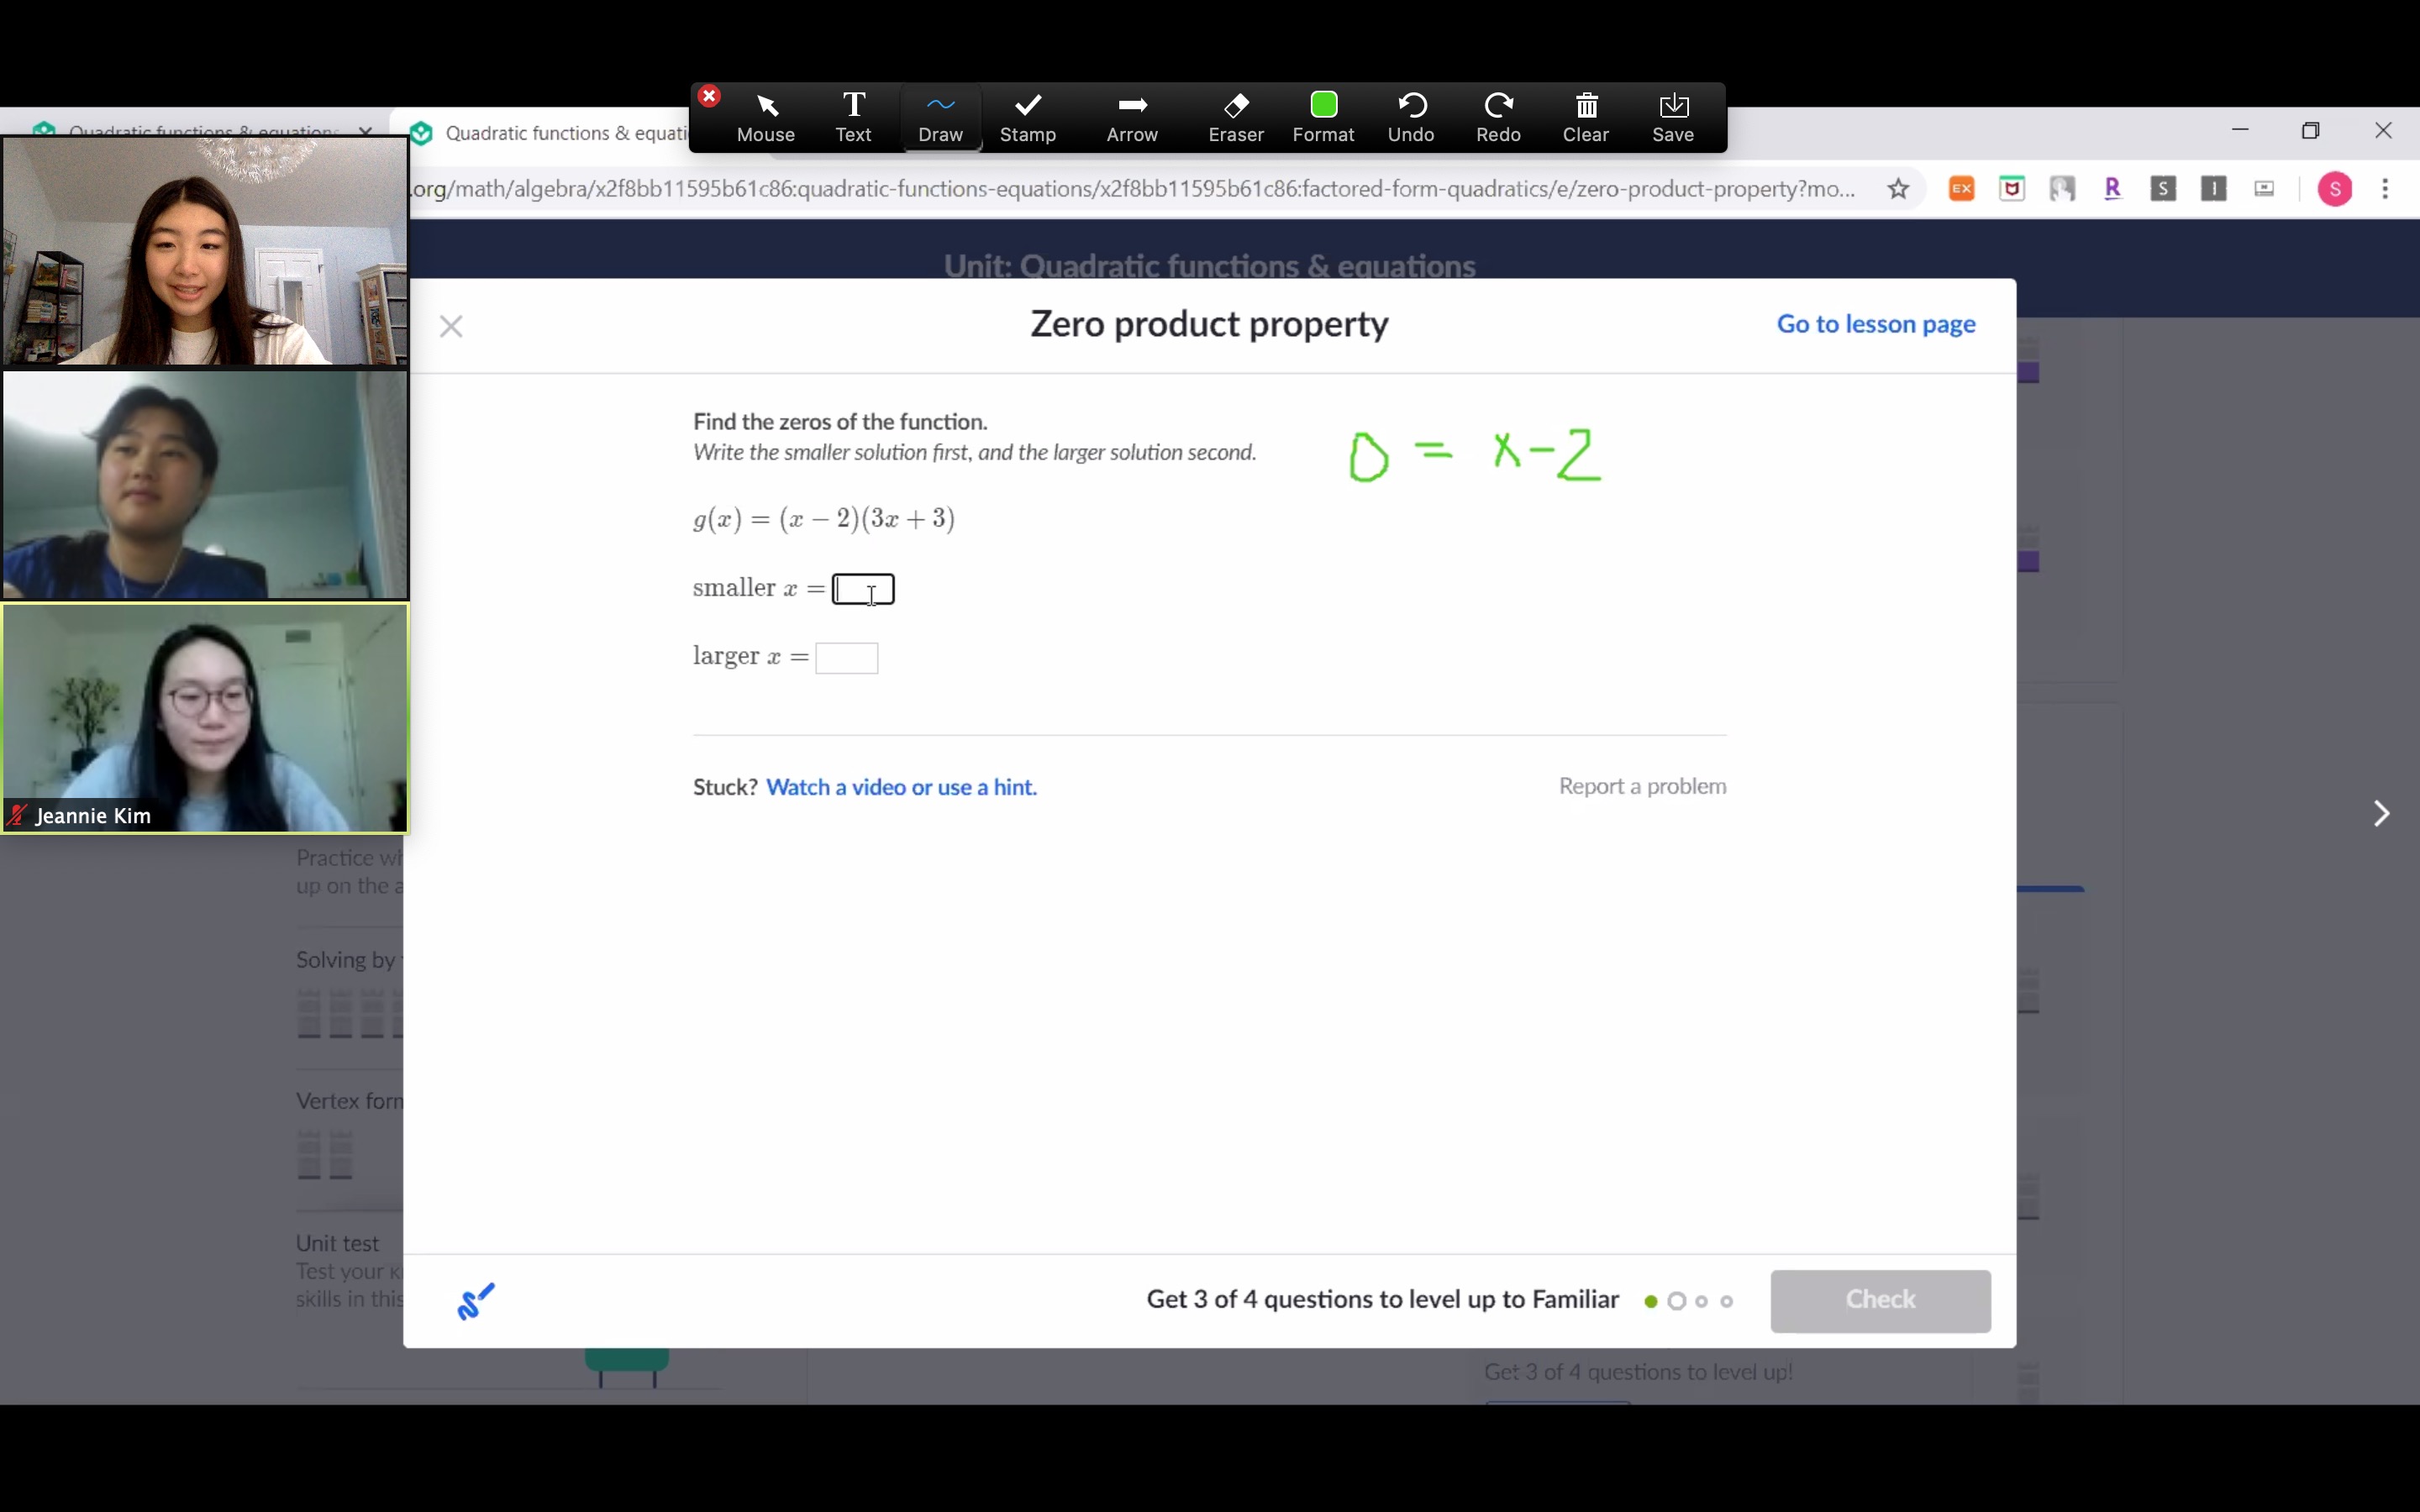 Mouse Text Draw Stamp Arrow Eraser Format Undo Redo Clear Save
Quadratic functions & equations
Quadratic functions & equati
.org/math/algebra/x2f8bb11595b61c86:quadratic-functions-equations/x2f8bb11595b61c86:factored-form-quadratics/e/zero-product-property?mo...
EX
R
S
I
S
Unit: Quadratic functions & equations
Zero product property
Go to lesson page
Find the zeros of the function.
Write the smaller solution first, and the larger solution second.
0 = x-2
g(x) = (x − 2)(3x + 3)
smaller x =
larger x =
Stuck? Watch a video or use a hint.
Report a problem
Jeannie Kim
Practice
up on the
Solving by
Vertex form
Unit test
Test your
skills in this
Get 3 of 4 questions to level up to Familiar
Check
Get 3 of 4 questions to level up!